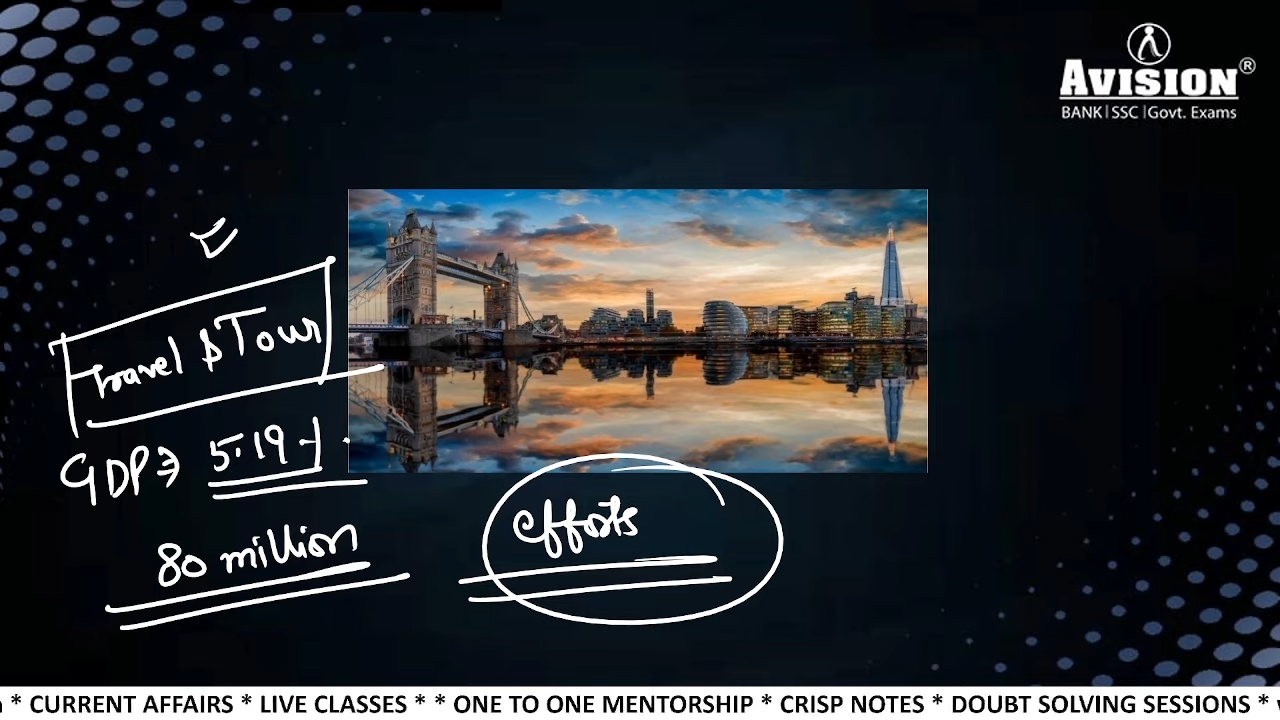 AVISION®
BANK|SSC|Govt. Exams
Travel & Tour
GDP→ 5.19%
80 million
efforts
* CURRENT AFFAIRS * LIVE CLASSES * * ONE TO ONE MENTORSHIP * CRISP NOTES * DOUBT SOLVING SESSIONS *